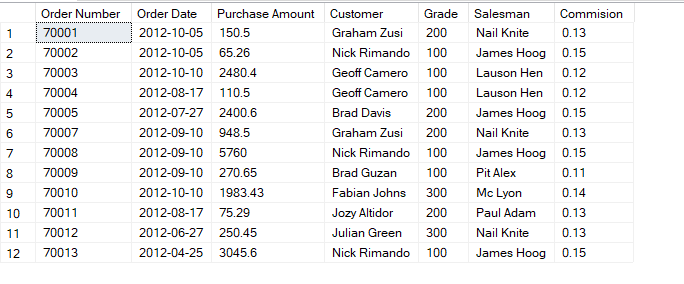 Order Number Order Date Purchase Amount Customer Grade Salesman Commision
1 70001 2012-10-05 150.5 Graham Zusi 200 Nail Knite 0.13
2 70002 2012-10-05 65.26 Nick Rimando 100 James Hoog 0.15
3 70003 2012-10-10 2480.4 Geoff Camero 100 Lauson Hen 0.12
4 70004 2012-08-17 110.5 Geoff Camero 100 Lauson Hen 0.12
5 70005 2012-07-27 2400.6 Brad Davis 200 James Hoog 0.15
6 70007 2012-09-10 948.5 Graham Zusi 200 Nail Knite 0.13
7 70008 2012-09-10 5760 Nick Rimando 100 James Hoog 0.15
8 70009 2012-09-10 270.65 Brad Guzan 100 Pit Alex 0.11
9 70010 2012-10-10 1983.43 Fabian Johns 300 Mc Lyon 0.14
10 70011 2012-08-17 75.29 Jozy Altidor 200 Paul Adam 0.13
11 70012 2012-06-27 250.45 Julian Green 300 Nail Knite 0.13
12 70013 2012-04-25 3045.6 Nick Rimando 100 James Hoog 0.15